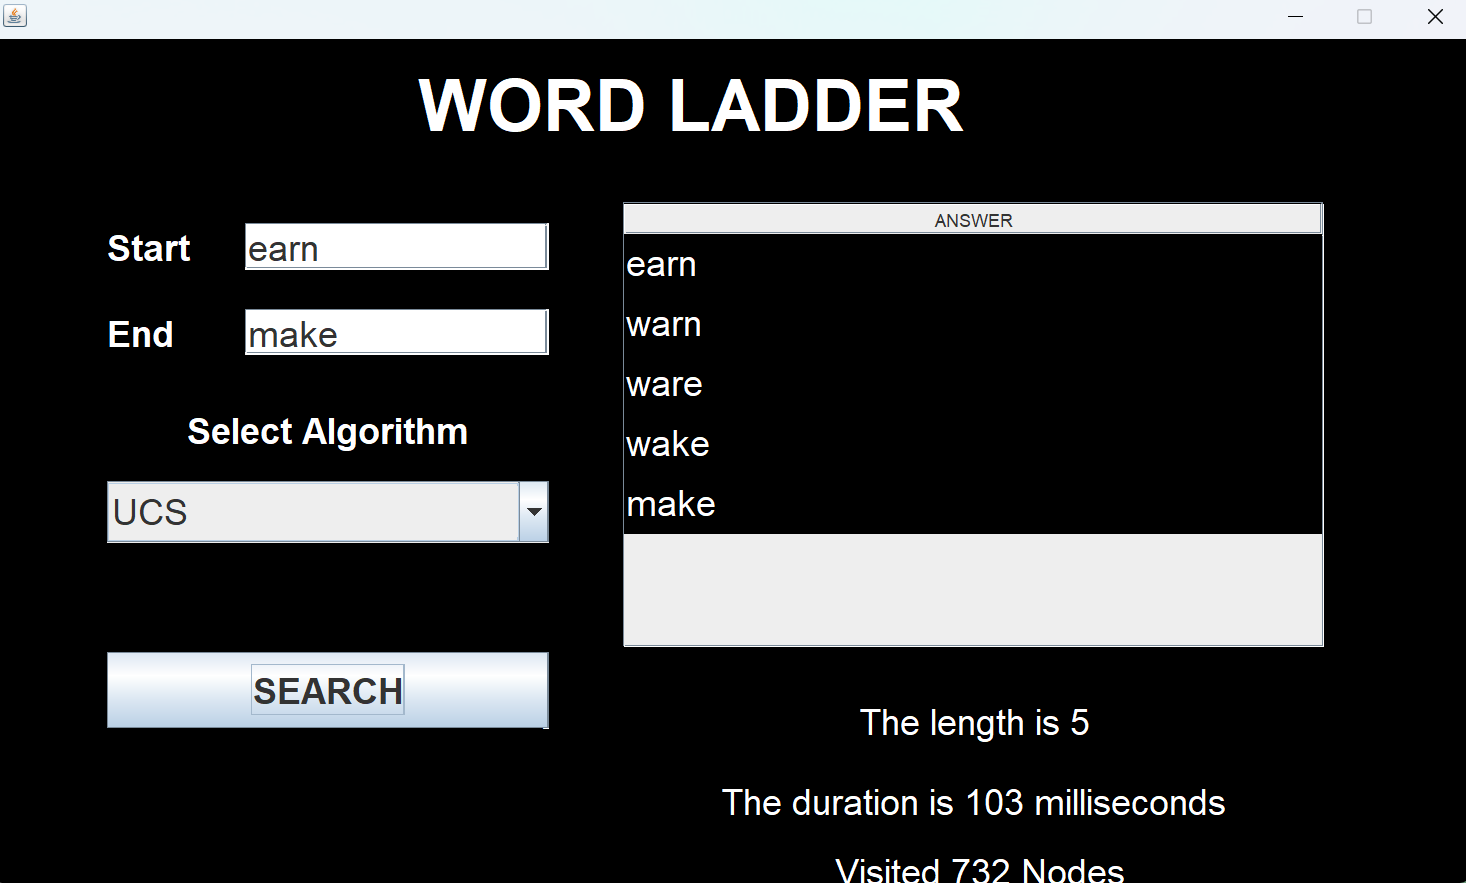 WORD LADDER
Start
earn
End
make
Select Algorithm
UCS
SEARCH
ANSWER
earn
warn
ware
wake
make
The length is 5
The duration is 103 milliseconds
Visited 732 Nodes